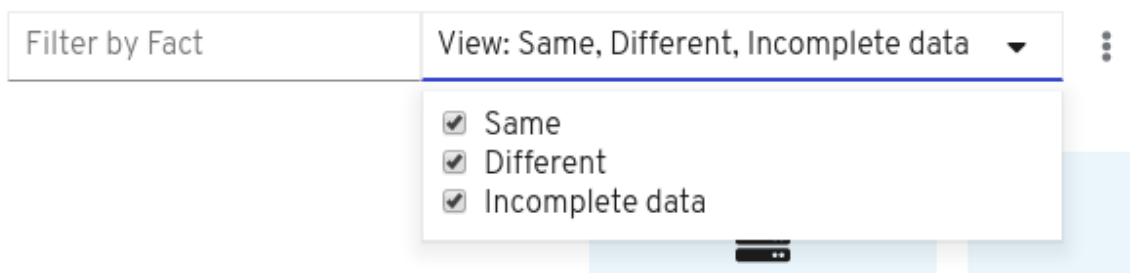 Filter by Fact
View: Same, Different, Incomplete data
Same
Different
Incomplete data